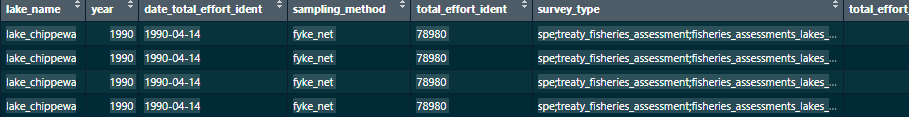 lake_name year date_total_effort_ident sampling_method total_effort_ident survey_type total_effort_
lake_chippewa 1990 1990-04-14 fyke_net 78980 spe;treaty_fisheries_assessment;fisheries_assessments_lakes_...
lake_chippewa 1990 1990-04-14 fyke_net 78980 spe;treaty_fisheries_assessment;fisheries_assessments_lakes_...
lake_chippewa 1990 1990-04-14 fyke_net 78980 spe;treaty_fisheries_assessment;fisheries_assessments_lakes_...
lake_chippewa 1990 1990-04-14 fyke_net 78980 spe;treaty_fisheries_assessment;fisheries_assessments_lakes_...